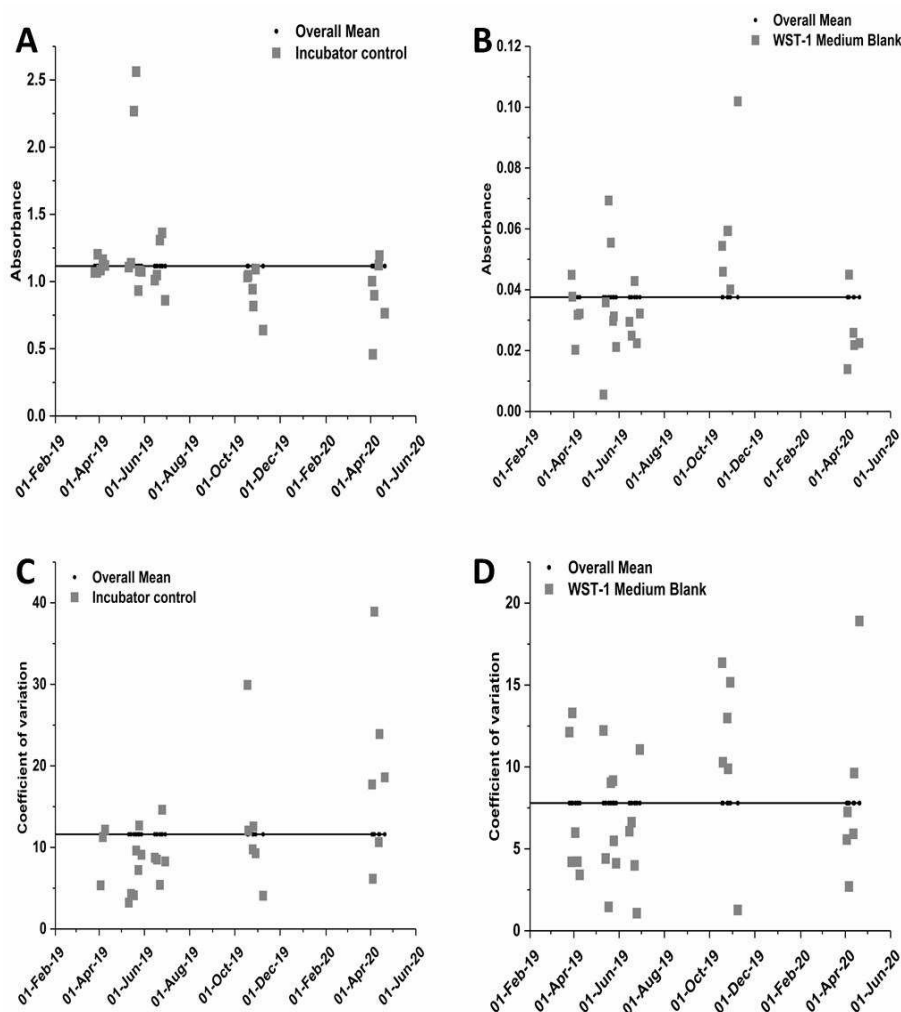 A
Overall Mean
Incubator control
Absorbance
2.5
2.0
1.5
1.0
0.5
0.0
01-Feb-19
01-Apr-19
01-Jun-19
01-Aug-19
01-Oct-19
01-Dec-19
01-Feb-20
01-Apr-20
01-Jun-20
B
Overall Mean
WST-1 Medium Blank
Absorbance
0.12
0.10
0.08
0.06
0.04
0.02
0.00
01-Feb-19
01-Apr-19
01-Jun-19
01-Aug-19
01-Oct-19
01-Dec-19
01-Feb-20
01-Apr-20
01-Jun-20
C
Overall Mean
Incubator control
Coefficient of variation
40
30
20
10
0
01-Feb-19
01-Apr-19
01-Jun-19
01-Aug-19
01-Oct-19
01-Dec-19
01-Feb-20
01-Apr-20
01-Jun-20
D
Overall Mean
WST-1 Medium Blank
Coefficient of variation
20
15
10
5
0
01-Feb-19
01-Apr-19
01-Jun-19
01-Aug-19
01-Oct-19
01-Dec-19
01-Feb-20
01-Apr-20
01-Jun-20